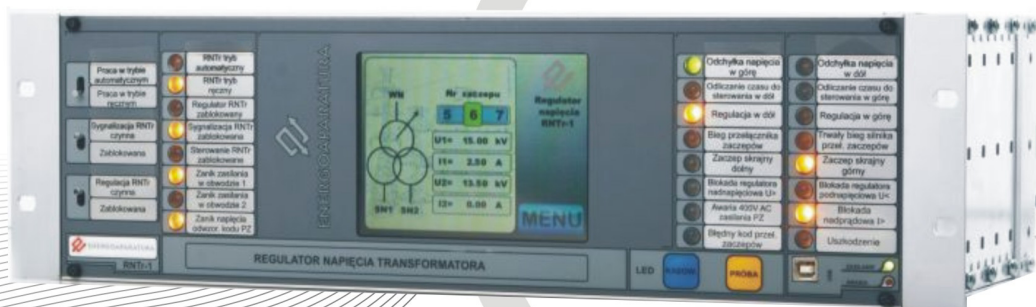 Praca w trybie
automatycznym
Praca w trybie
ręcznym
Sygnalizacja RNTr
czynna
Zablokowana
Regulacja RNTr
czynna
Zablokowana
ENERGOAPARATURA
RNTr-1
RNTr tryb
automatyczny
RNTr tryb
ręczny
Regulator RNTr
zablokowany
Sygnalizacja RNTr
zablokowana
Sterowanie RNTr
zablokowane
Zanik zasilania
w obwodzie 1
Zanik zasilania
w obwodzie 2
Zanik napięcia
odwzor. kodu PZ
ENERGOAPARATURA
WN
SN1 SN2
Nr zaczepu
5 6 7
U1= 15.00 kV
I1= 2.50 A
U2= 13.50 kV
I2= 0.00 A
Regulator
napięcia
RNTr-1
MENU
Odchyłka napięcia
w górę
Odliczanie czasu do
sterowania w dół
Regulacja w dół
Bieg przełącznika
zaczepów
Zaczep skrajny
dolny
Blokada regulatora
nadnapięciowa U>
Awaria 400V AC
zasilania PZ
Błędny kod przeł.
zaczepów
Odchyłka napięcia
w dół
Odliczanie czasu do
sterowania w górę
Regulacja w górę
Trwały bieg silnika
przeł. zaczepów
Zaczep skrajny
górny
Blokada regulatora
podnapięciowa U<
Blokada
nadprądowa I>
Uszkodzenie
REGULATOR NAPIĘCIA TRANSFORMATORA
LED
KASOW.
PRÓBA